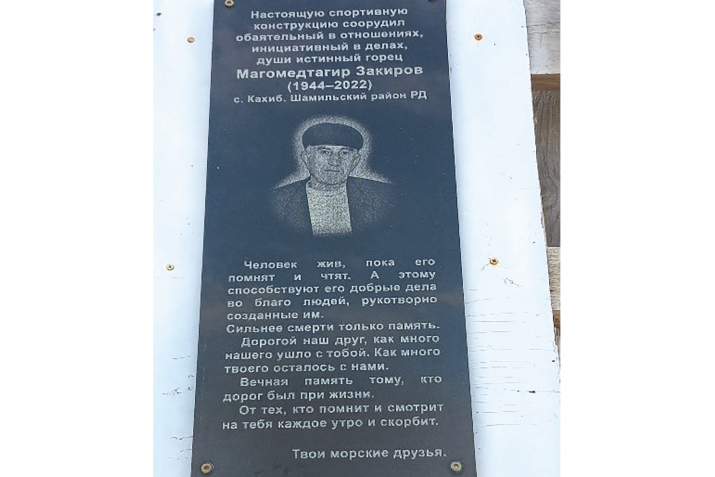 Настоящую спортивную
конструкцию соорудил
обаятельный в отношениях,
инициативный в делах,
души истинный горец
Магомедтагир Закиров
(1944–2022)
с. Кахиб. Шамильский район РД
Человек жив, пока его
помнят и чтят. А этому
способствуют его добрые дела
во благо людей, рукотворно
созданные им.
Сильнее смерти только память.
Дорогой наш друг, как много
нашего ушло с тобой. Как много
твоего осталось с нами.
Вечная память тому, кто
дорог был при жизни.
От тех, кто помнит и смотрит
на тебя каждое утро и скорбит.
Твои морские друзья.